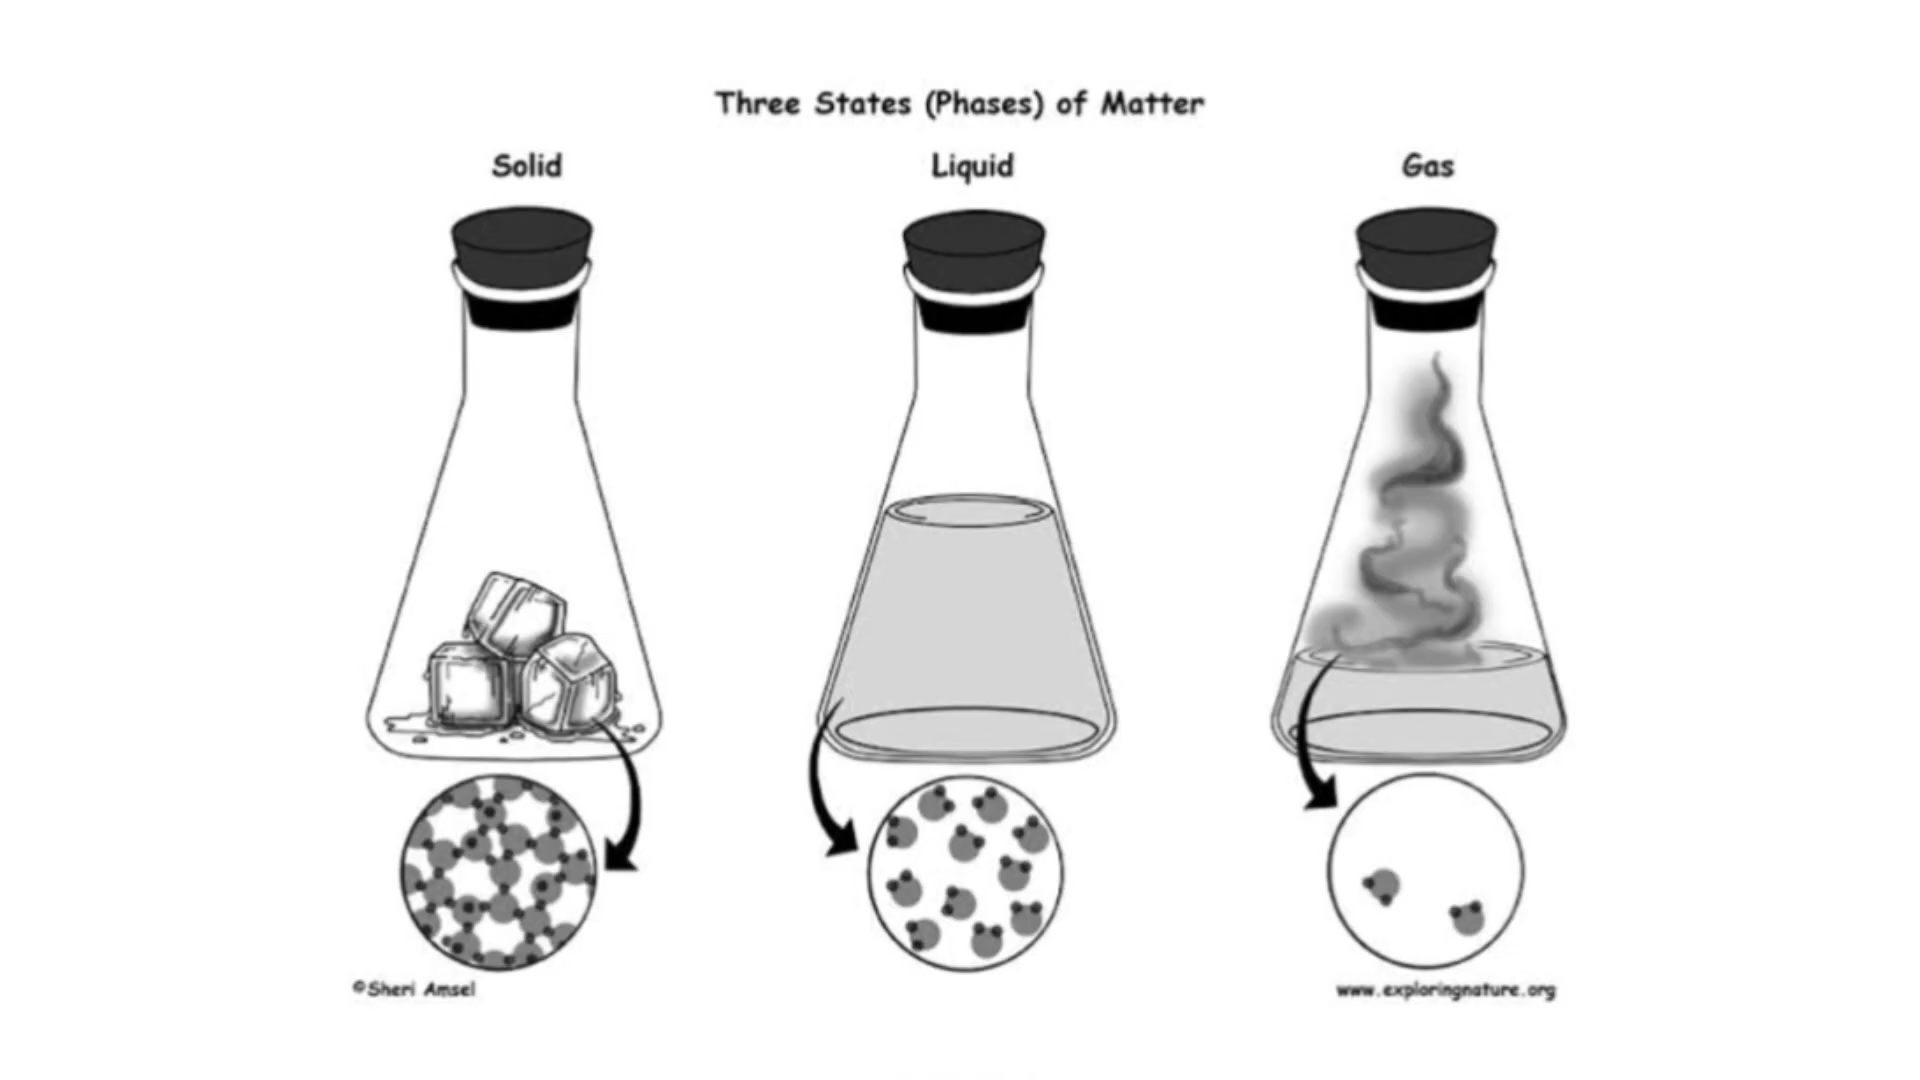 Three States (Phases) of Matter
Solid
Liquid
Gas
©Sheri Amsel
www.exploringnature.org